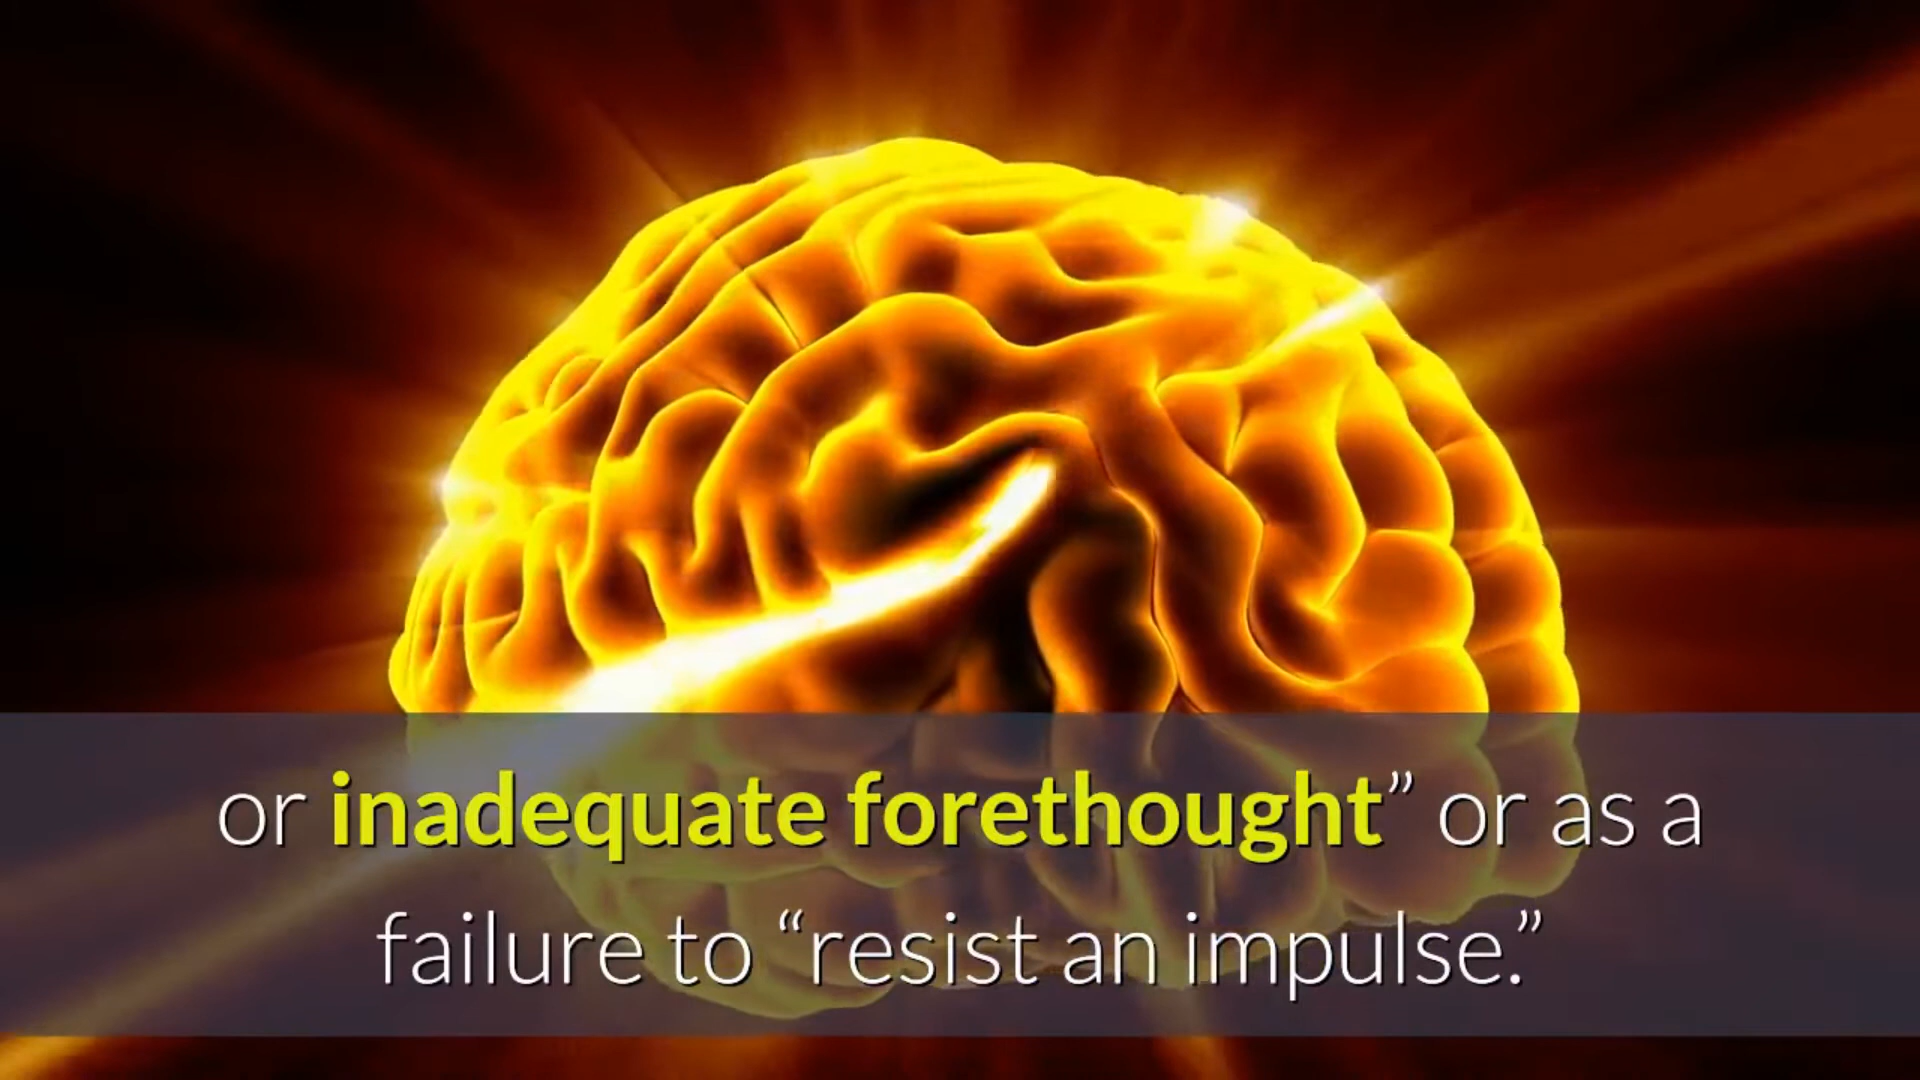 or inadequate forethought” or as a
failure to “resist an impulse.”